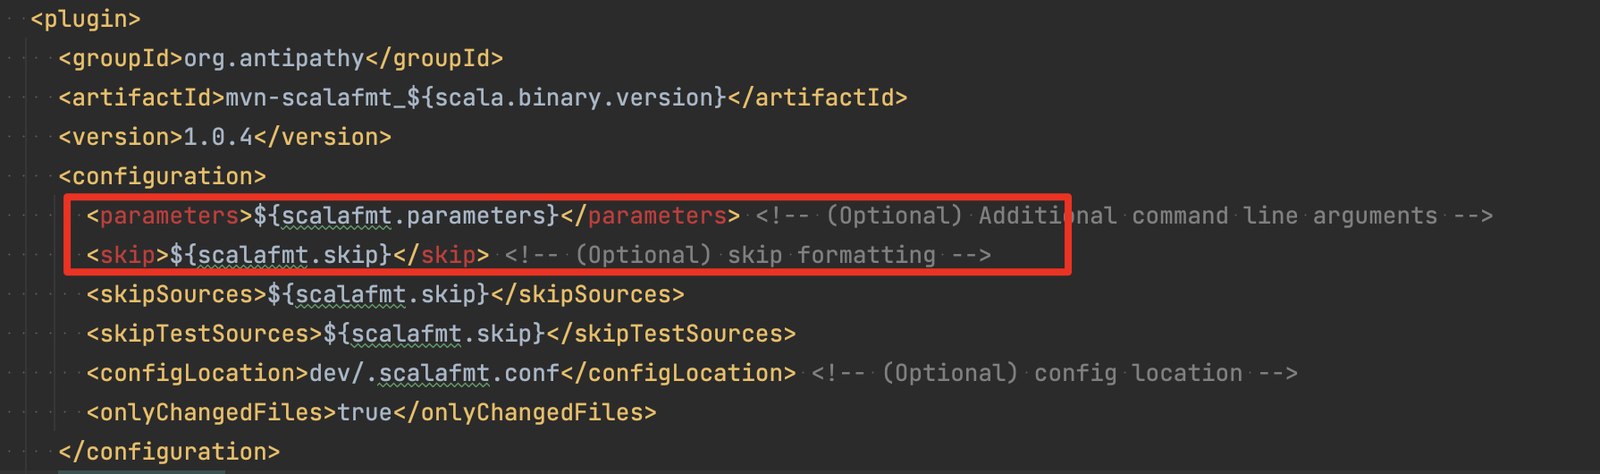 <plugin>
<groupId>org.antipathy</groupId>
<artifactId>mvn-scalafmt_${scala.binary.version}</artifactId>
<version>1.0.4</version>
<configuration>
<parameters>${scalafmt.parameters}</parameters> <!-- (Optional) Additional command line arguments -->
<skip>${scalafmt.skip}</skip> <!-- (Optional) skip formatting -->
<skipSources>${scalafmt.skip}</skipSources>
<skipTestSources>${scalafmt.skip}</skipTestSources>
<configLocation>dev/.scalafmt.conf</configLocation> <!-- (Optional) config location -->
<onlyChangedFiles>true</onlyChangedFiles>
</configuration>